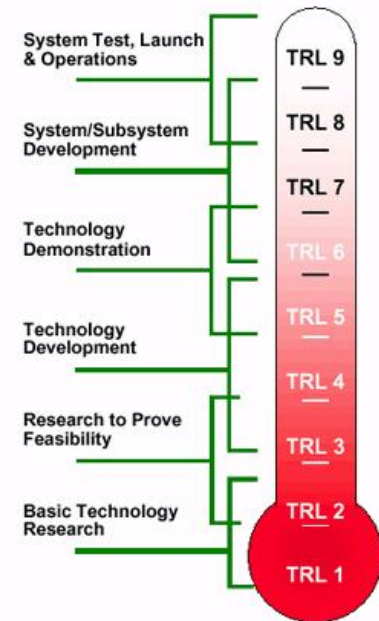 System Test, Launch
& Operations
System/Subsystem
Development
Technology
Demonstration
Technology
Development
Research to Prove
Feasibility
Basic Technology
Research
TRL 9
TRL 8
TRL 7
TRL 6
TRL 5
TRL 4
TRL 3
TRL 2
TRL 1